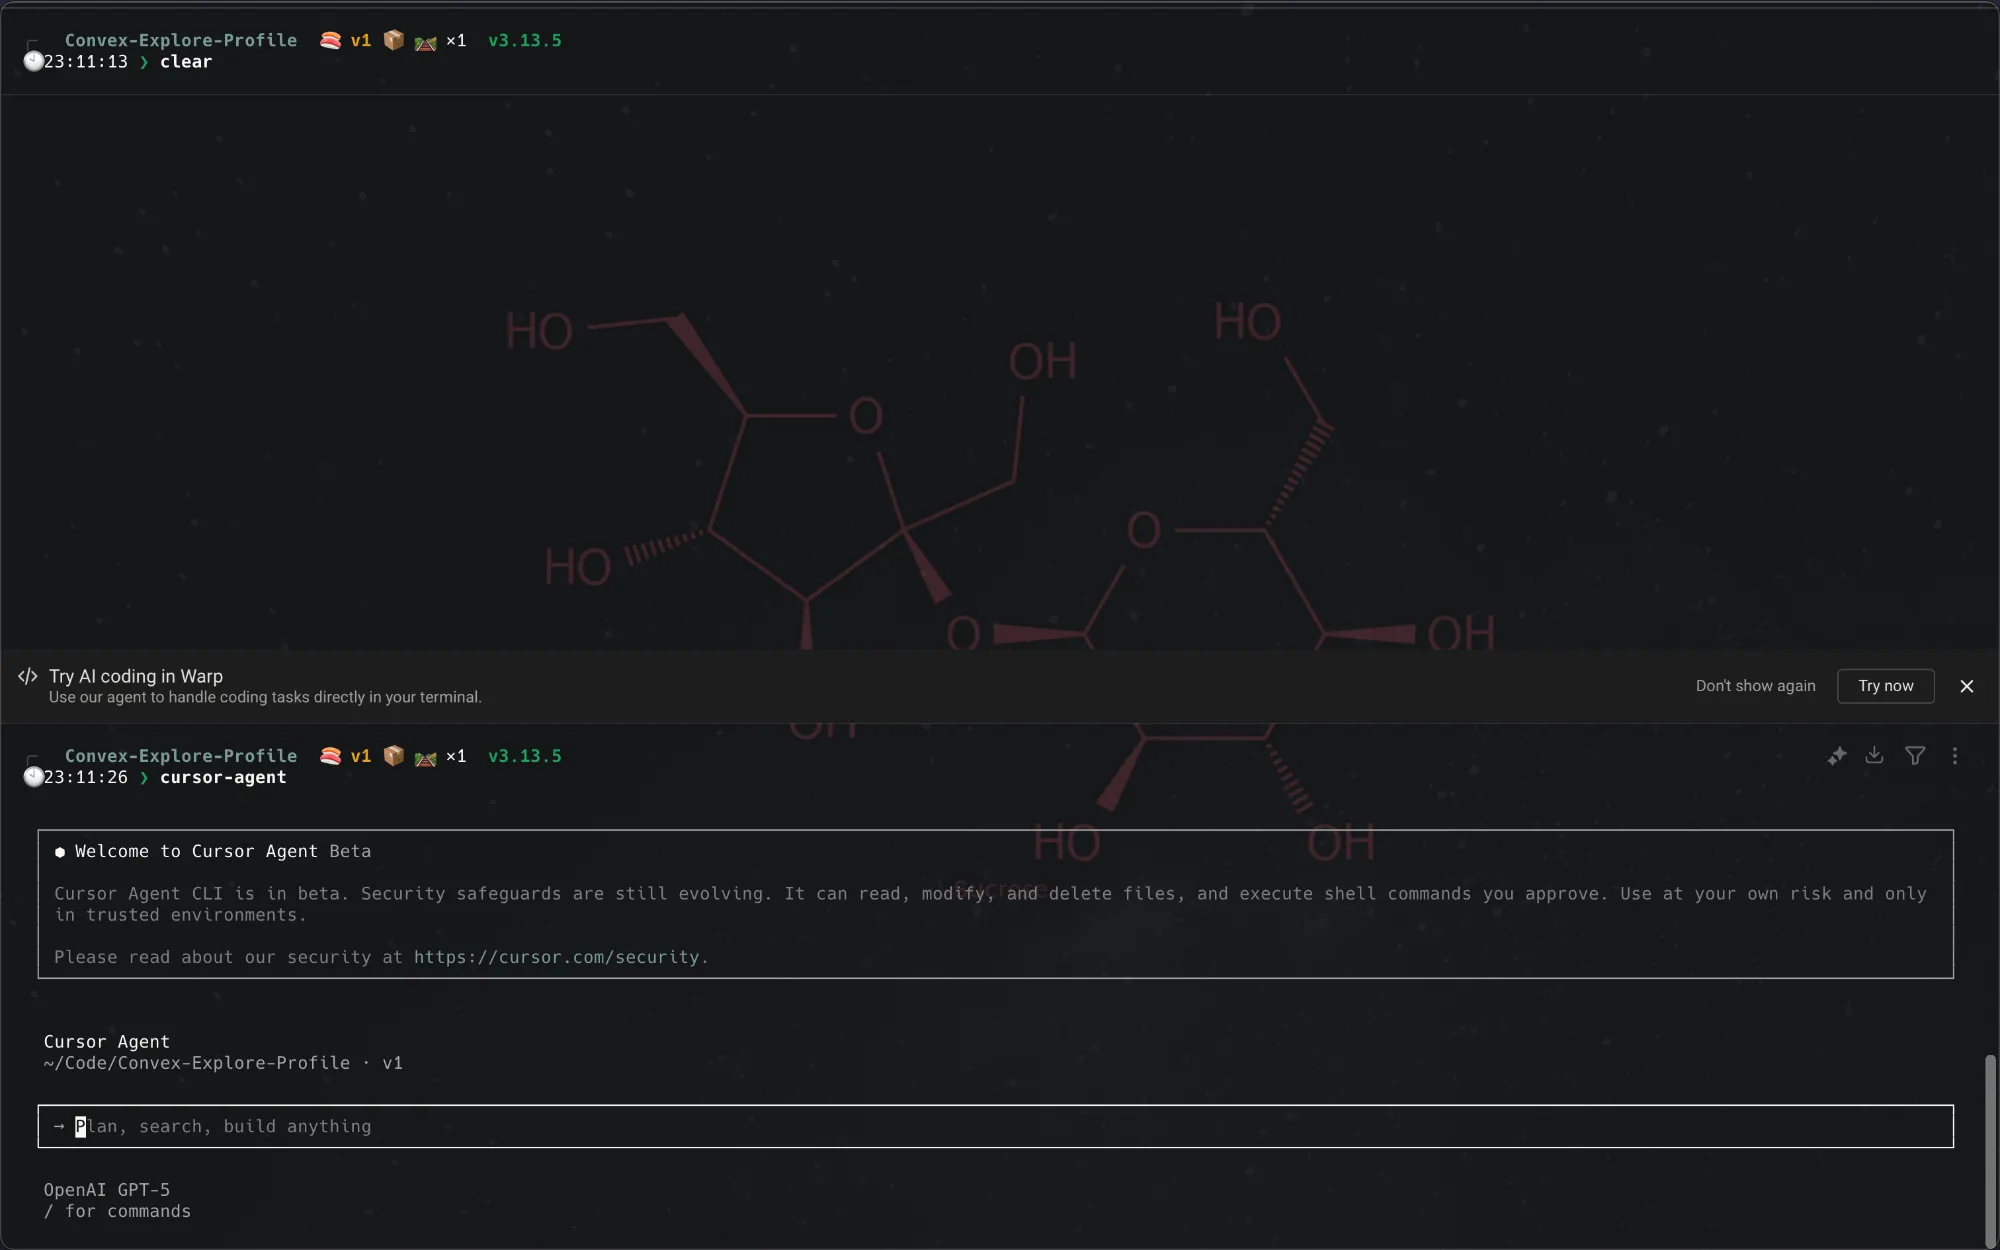 Convex-Explore-Profile 🍣 v1 📦 🛤️ ×1 v3.13.5
23:11:13 ❯ clear
HO
HO
OH
O
O
HO
O
OH
Try AI coding in Warp
Use our agent to handle coding tasks directly in your terminal.
Don't show again
Try now
OH
Convex-Explore-Profile 🍣 v1 📦 🛤️ ×1 v3.13.5
23:11:26 ❯ cursor-agent
HO
OH
Welcome to Cursor Agent Beta
Sucrose
Cursor Agent CLI is in beta. Security safeguards are still evolving. It can read, modify, and delete files, and execute shell commands you approve. Use at your own risk and only
in trusted environments.
Please read about our security at https://cursor.com/security.
Cursor Agent
~/Code/Convex-Explore-Profile · v1
→ Plan, search, build anything
OpenAI GPT-5
/ for commands